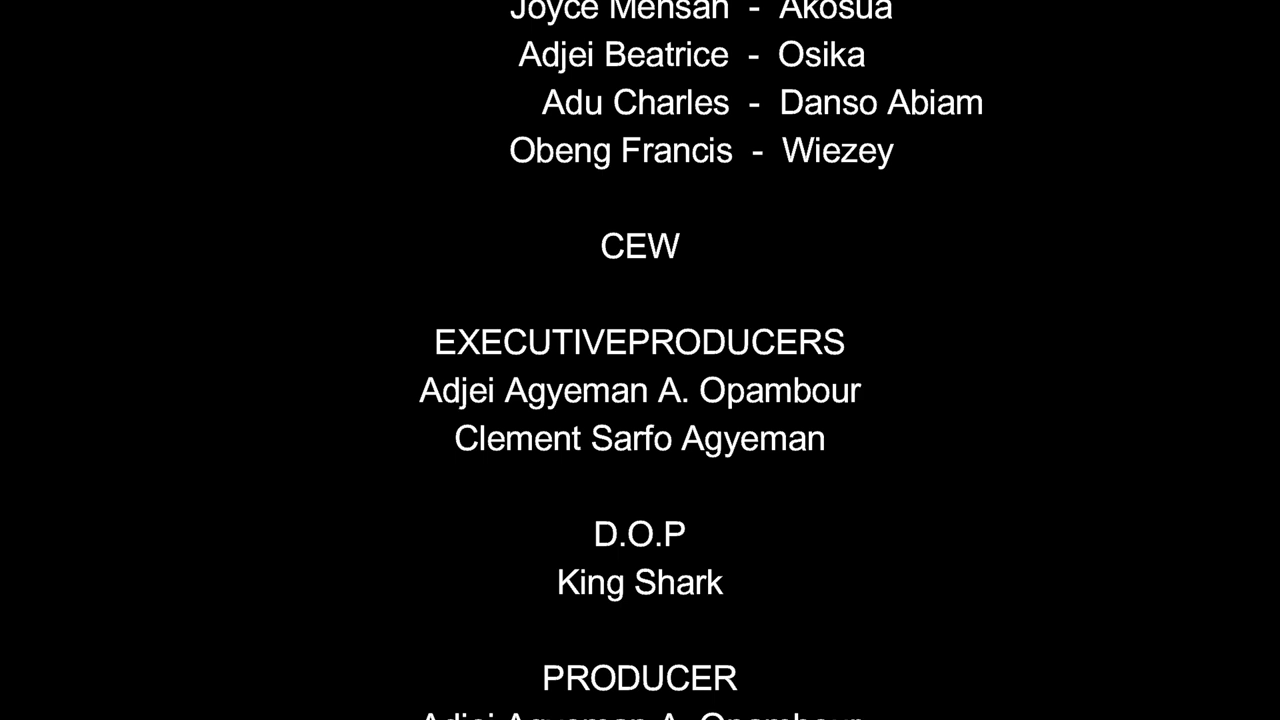 Joyce Mensah - Akosua
Adjei Beatrice - Osika
Adu Charles - Danso Abiam
Obeng Francis - Wiezey
CEW
EXECUTIVEPRODUCERS
Adjei Agyeman A. Opambour
Clement Sarfo Agyeman
D.O.P
King Shark
PRODUCER
Adjei Agyeman A. Opambour